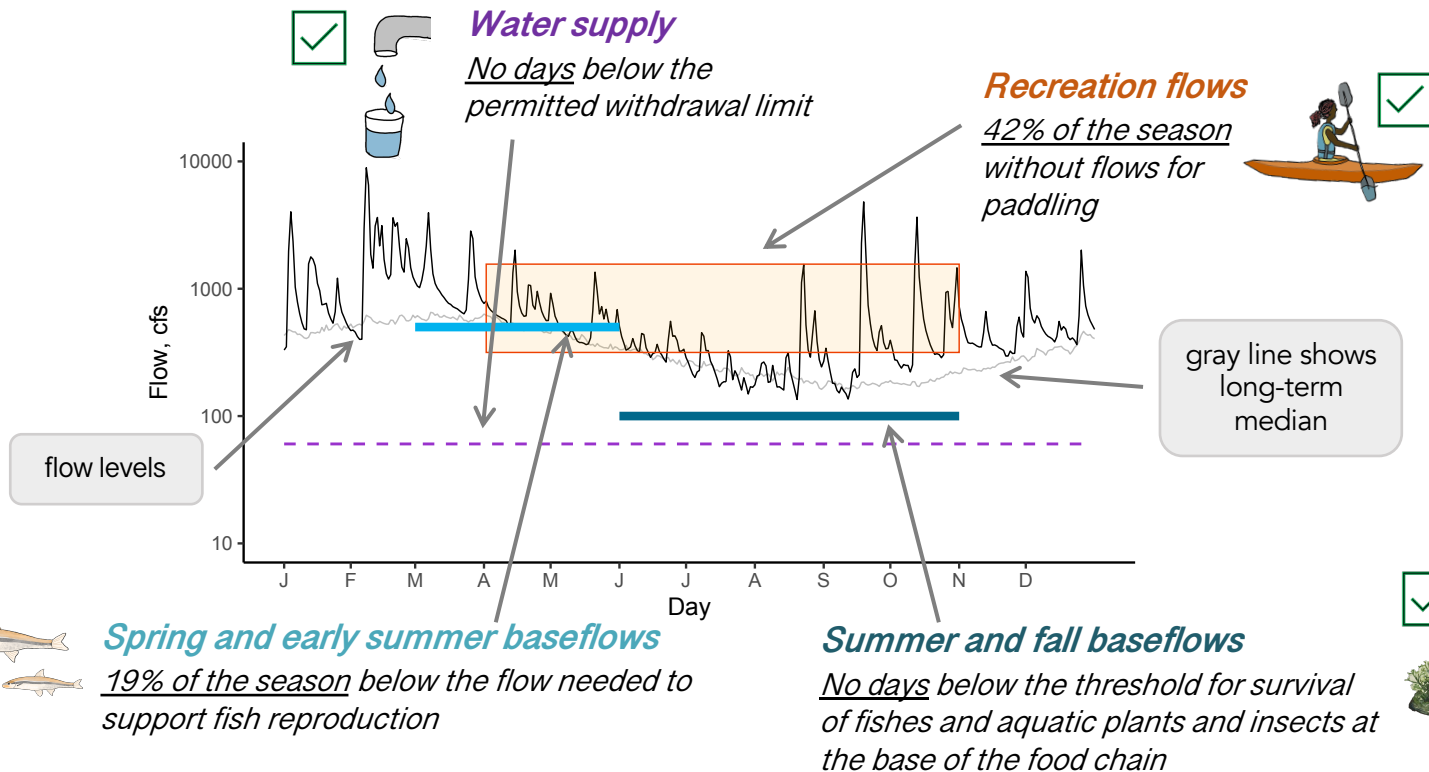 Water supply
No days below the
permitted withdrawal limit
Recreation flows
42% of the season
without flows for
paddling
10000
1000
100
10
Flow, cfs
flow levels
gray line shows
long-term
median
J F M A M J J A S O N D
Day
Spring and early summer baseflows
19% of the season below the flow needed to
support fish reproduction
Summer and fall baseflows
No days below the threshold for survival
of fishes and aquatic plants and insects at
the base of the food chain